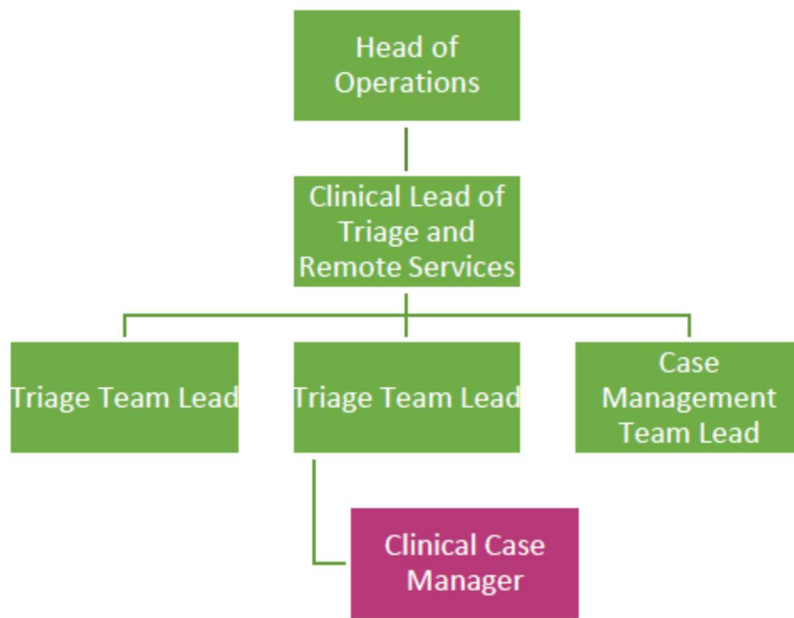 Head of
Operations
Clinical Lead of
Triage and
Remote Services
Triage Team Lead
Triage Team Lead
Case
Management
Team Lead
Clinical Case
Manager